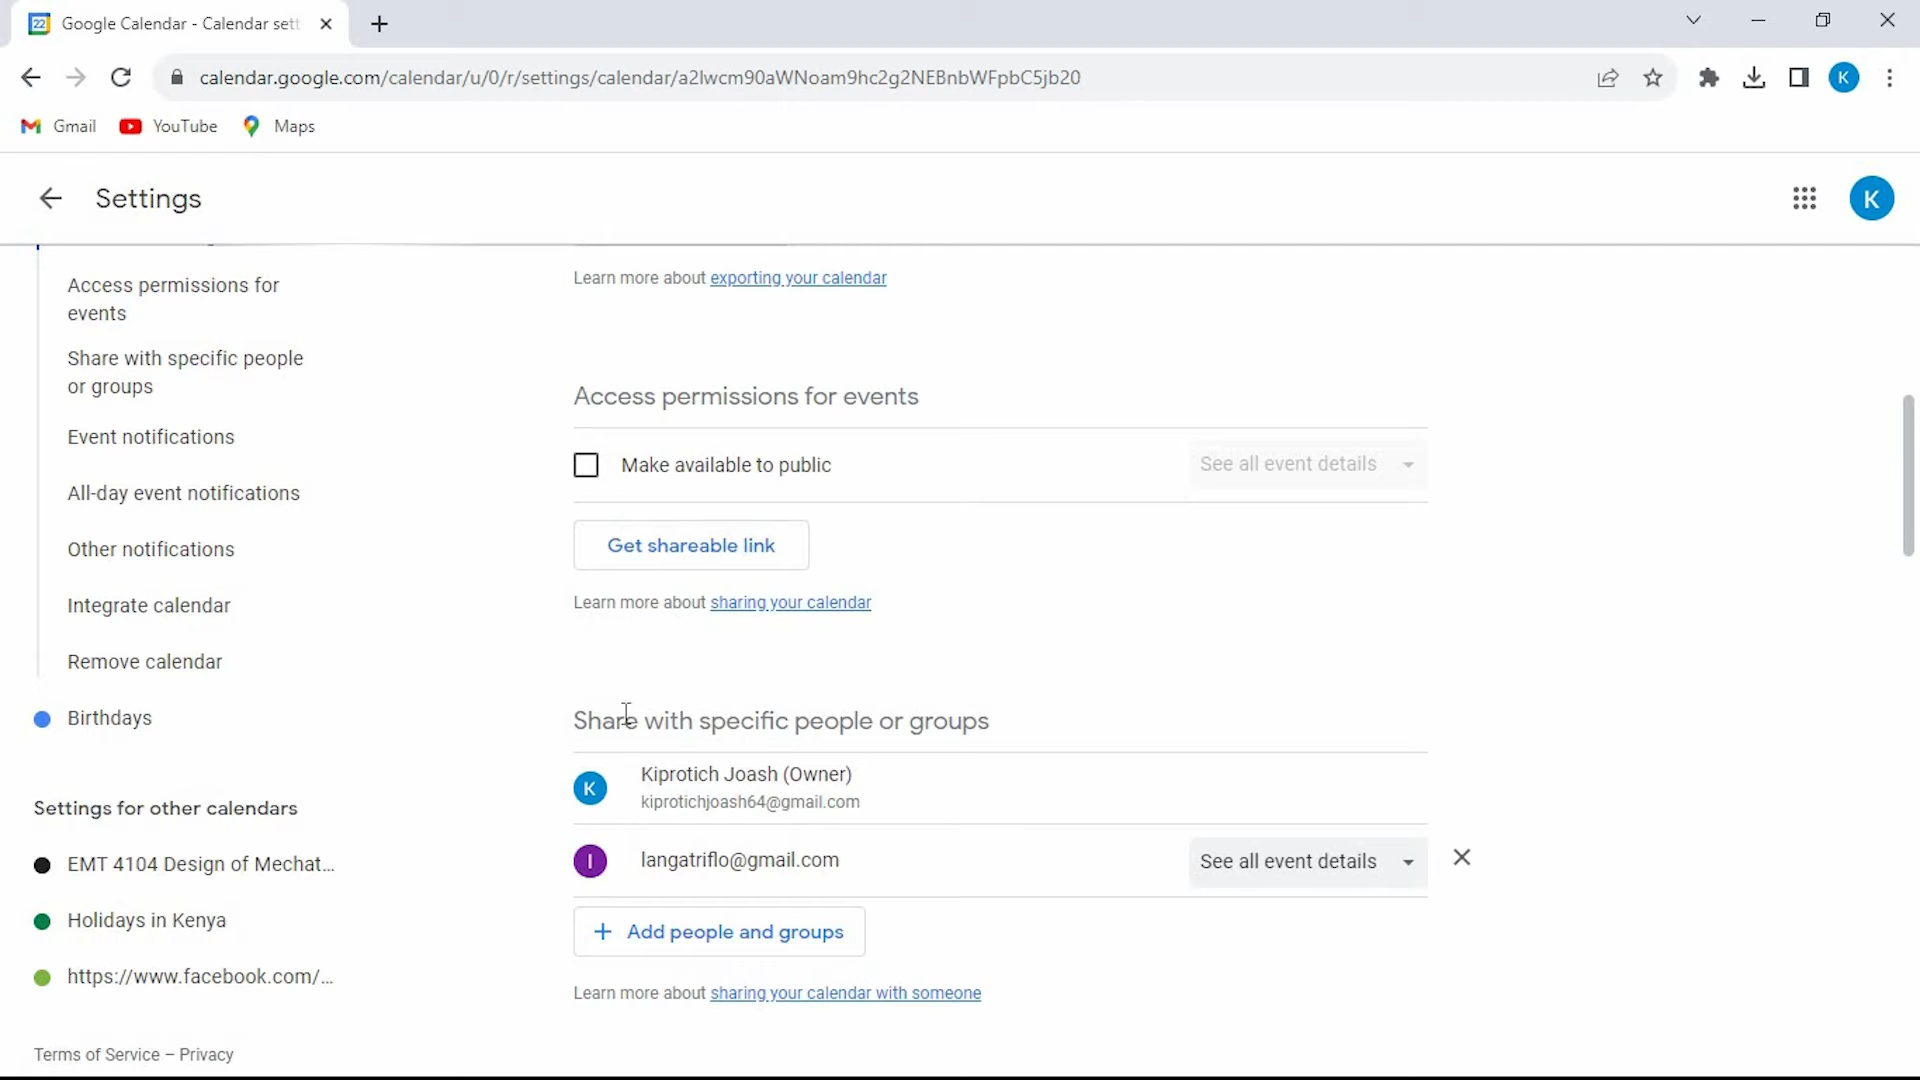 Google Calendar - Calendar sett
calendar.google.com/calendar/u/0/r/settings/calendar/a2lwcm90aWNoam9hc2g2NEBnbWFpbC5jb20
K
Gmail
YouTube
Maps
Settings
K
Access permissions for
events
Share with specific people
or groups
Event notifications
All-day event notifications
Other notifications
Integrate calendar
Remove calendar
Birthdays
Settings for other calendars
EMT 4104 Design of Mechat...
Holidays in Kenya
https://www.facebook.com/...
Terms of Service – Privacy
Learn more about exporting your calendar
Access permissions for events
Make available to public
See all event details
Get shareable link
Learn more about sharing your calendar
Share with specific people or groups
K
Kiprotich Joash (Owner)
kiprotichjoash64@gmail.com
l
langatriflo@gmail.com
See all event details
Add people and groups
Learn more about sharing your calendar with someone